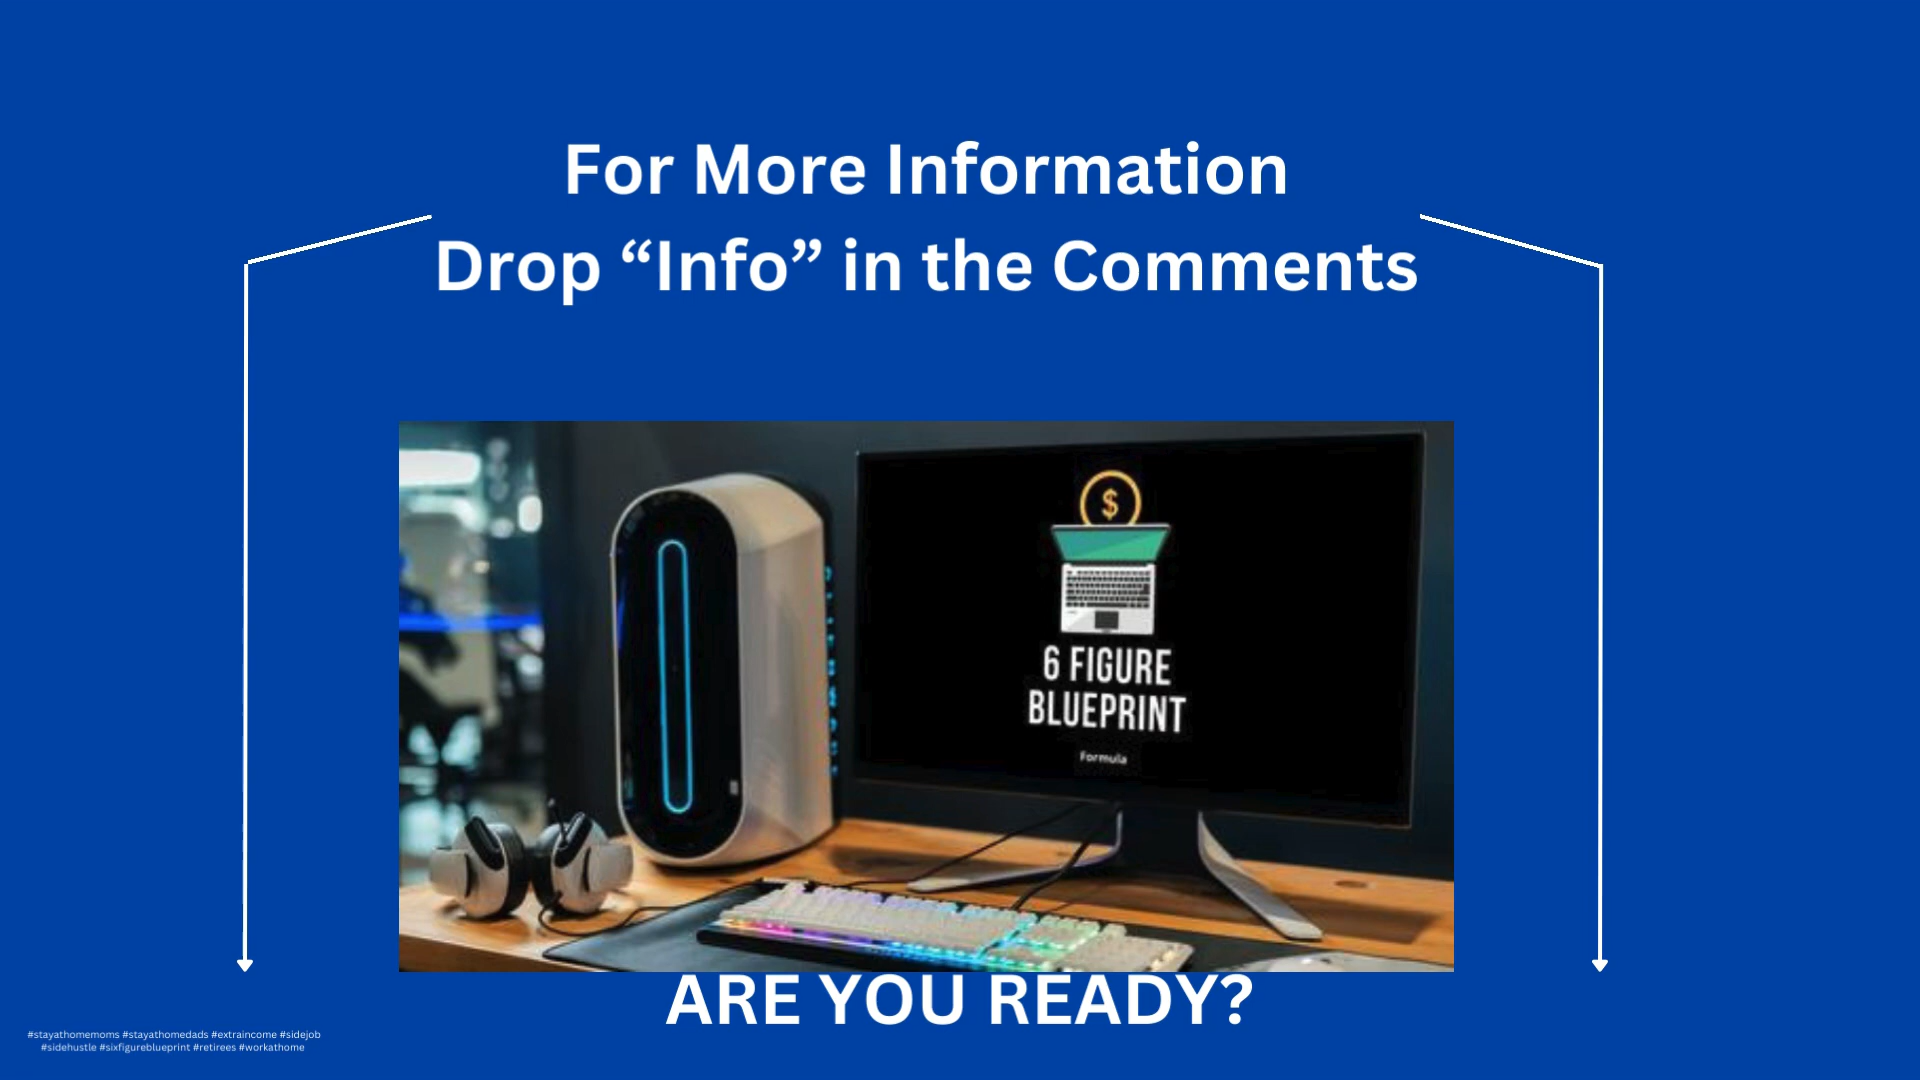 For More Information
Drop “Info” in the Comments
$
6 FIGURE
BLUEPRINT
Formula
ARE YOU READY?
#stayathomemoms #stayathomedads #extraincome #sidejob
#sidehustle #sixfigureblueprint #retirees #workathome